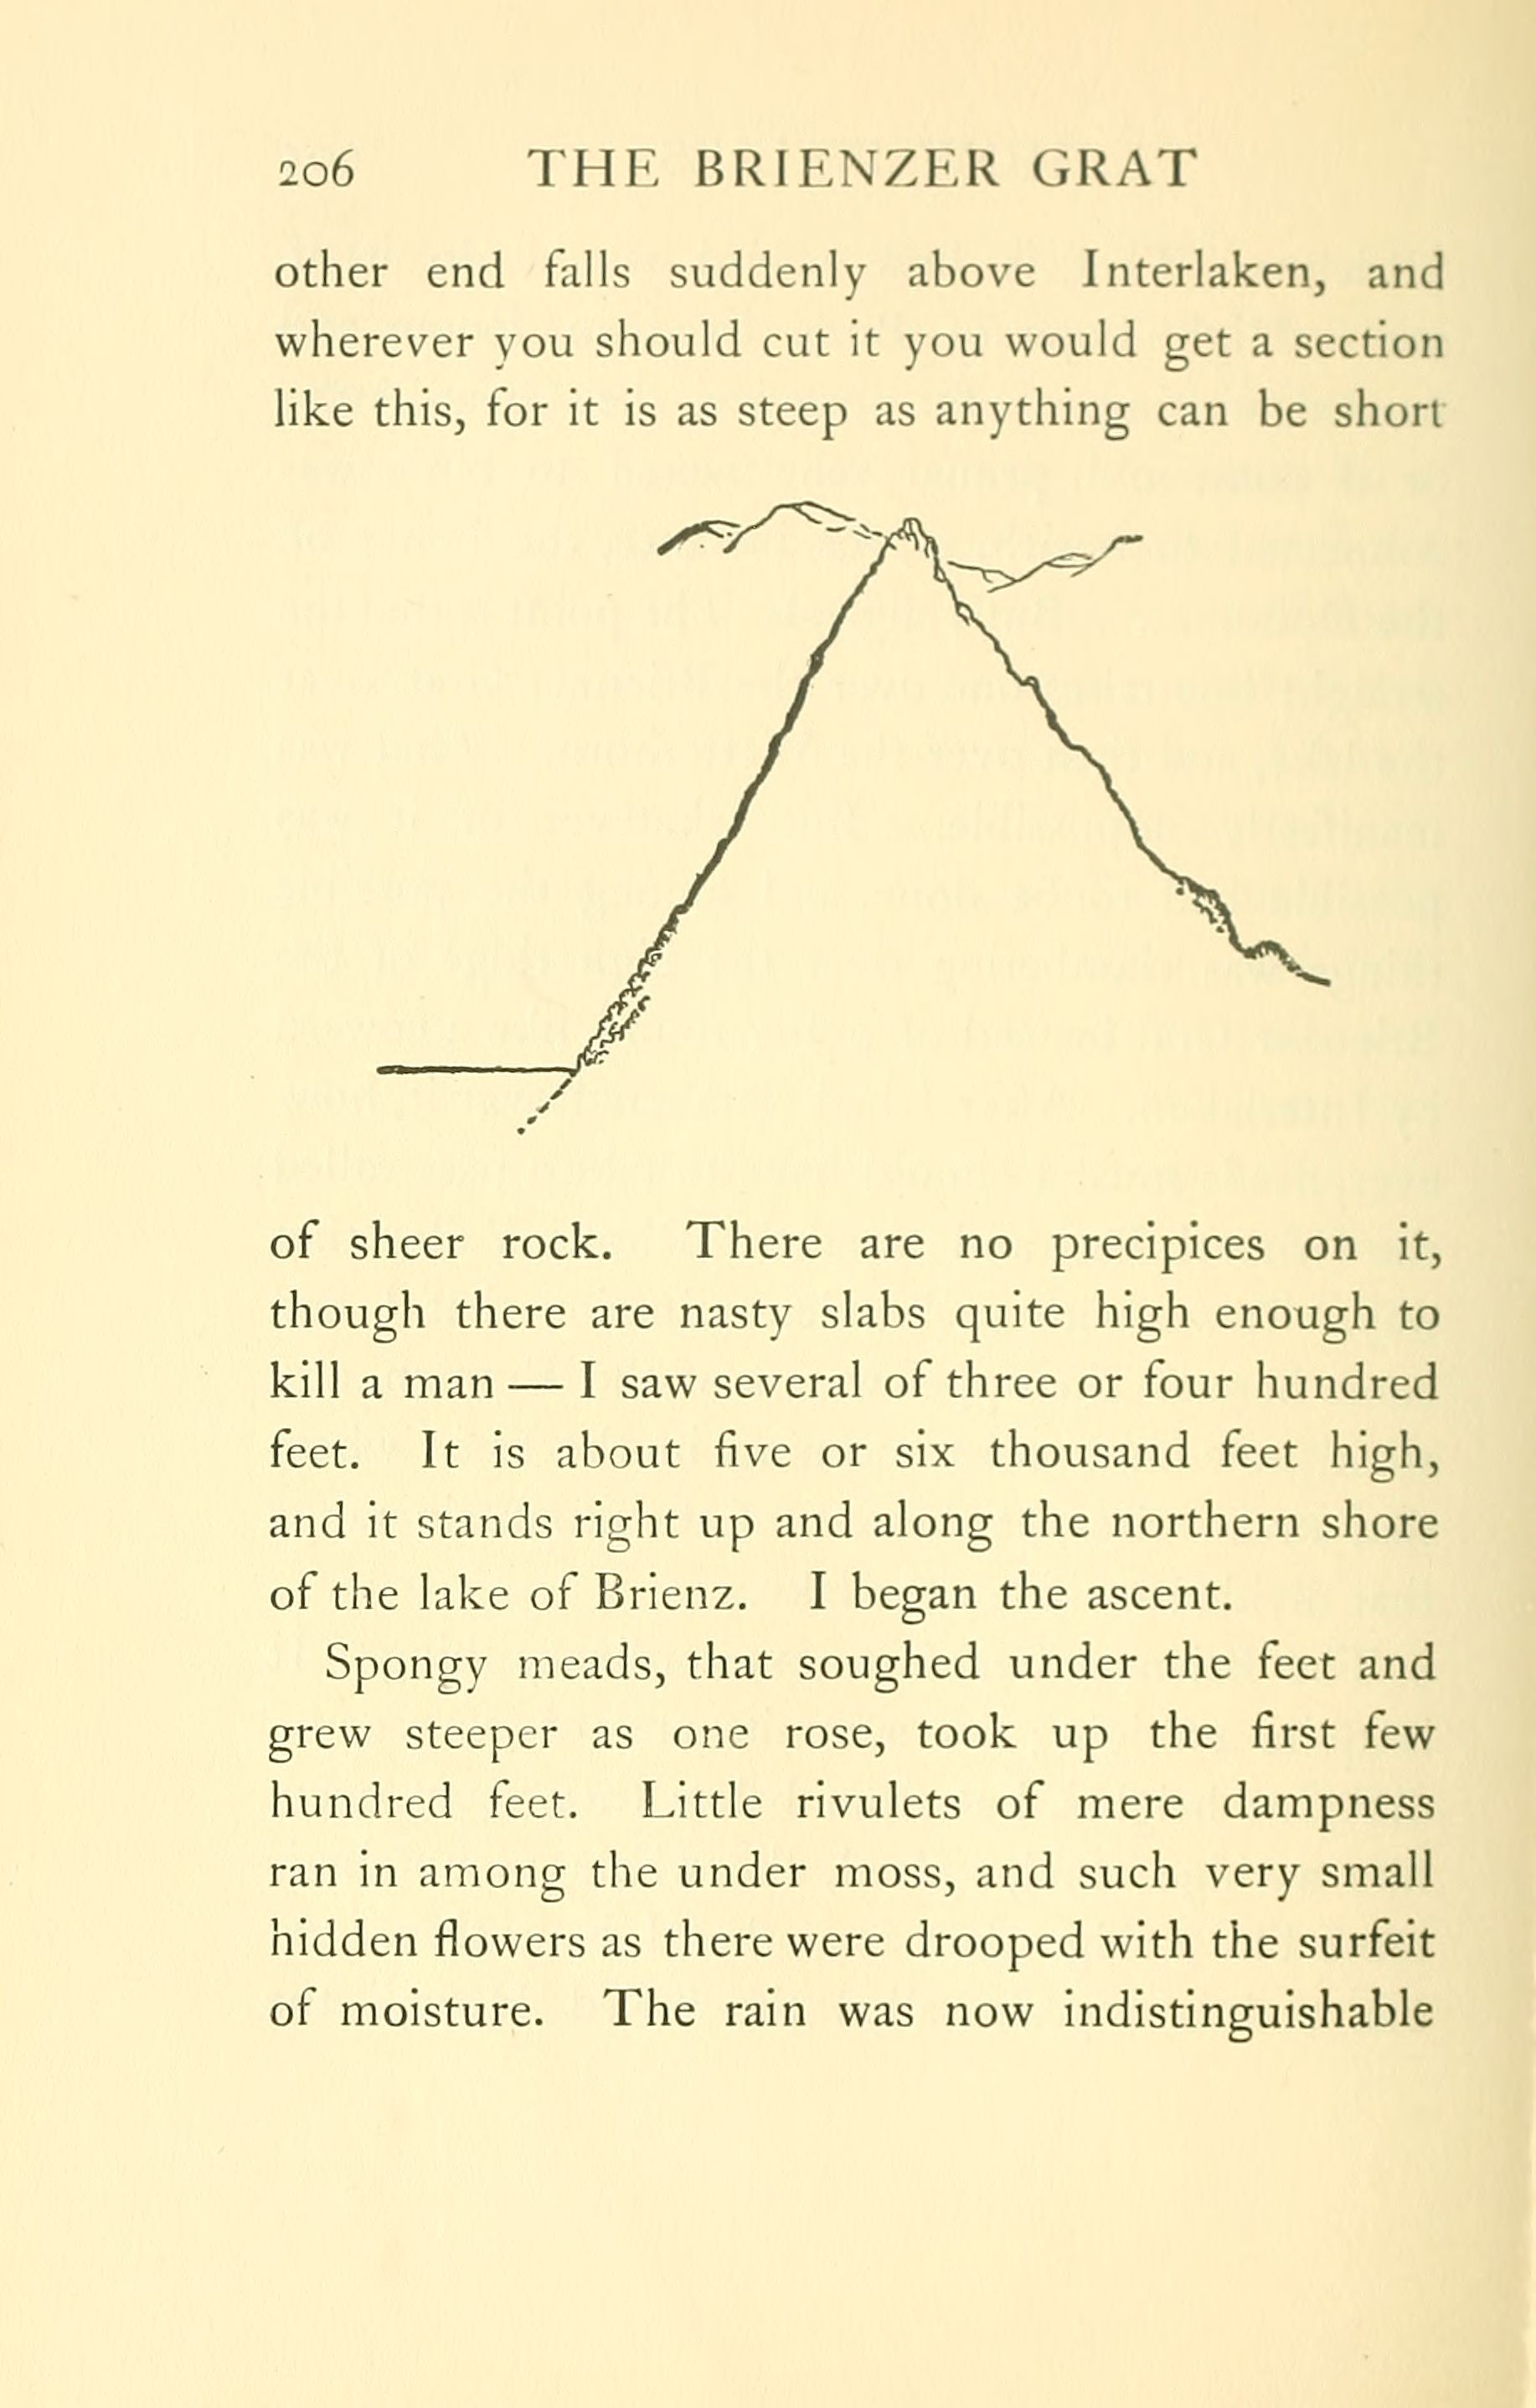 206 THE BRIENZER GRAT
other end falls suddenly above Interlaken, and
wherever you should cut it you would get a section
like this, for it is as steep as anything can be short
of sheer rock. There are no precipices on it,
though there are nasty slabs quite high enough to
kill a man — I saw several of three or four hundred
feet. It is about five or six thousand feet high,
and it stands right up and along the northern shore
of the lake of Brienz. I began the ascent.
Spongy meads, that soughed under the feet and
grew steeper as one rose, took up the first few
hundred feet. Little rivulets of mere dampness
ran in among the under moss, and such very small
hidden flowers as there were drooped with the surfeit
of moisture. The rain was now indistinguishable